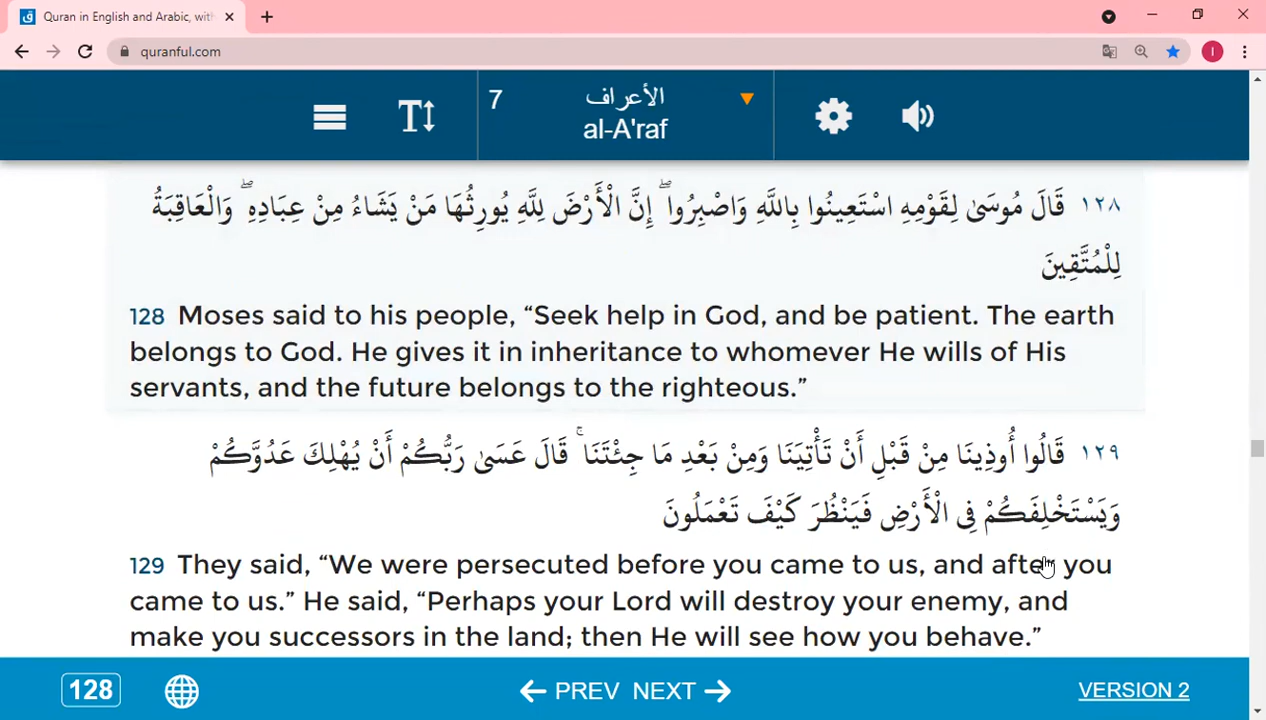 Quran in English and Arabic, with
quranful.com
I
7
الأعراف
al-A'raf
١٢٨ قَالَ مُوسَىٰ لِقَوْمِهِ اسْتَعِينُوا بِاللَّهِ وَاصْبِرُوا ۖ إِنَّ الْأَرْضَ لِلَّهِ يُورِثُهَا مَنْ يَشَاءُ مِنْ عِبَادِهِ ۖ وَالْعَاقِبَةُ
لِلْمُتَّقِينَ
128 Moses said to his people, “Seek help in God, and be patient. The earth
belongs to God. He gives it in inheritance to whomever He wills of His
servants, and the future belongs to the righteous.”
١٢٩ قَالُوا أُوذِينَا مِنْ قَبْلِ أَنْ تَأْتِيَنَا وَمِنْ بَعْدِ مَا جِئْتَنَا ۚ قَالَ عَسَىٰ رَبُّكُمْ أَنْ يُهْلِكَ عَدُوَّكُمْ
وَيَسْتَخْلِفَكُمْ فِي الْأَرْضِ فَيَنْظُرَ كَيْفَ تَعْمَلُونَ
129 They said, “We were persecuted before you came to us, and after you
came to us.” He said, “Perhaps your Lord will destroy your enemy, and
make you successors in the land; then He will see how you behave.”
128
PREV NEXT
VERSION 2